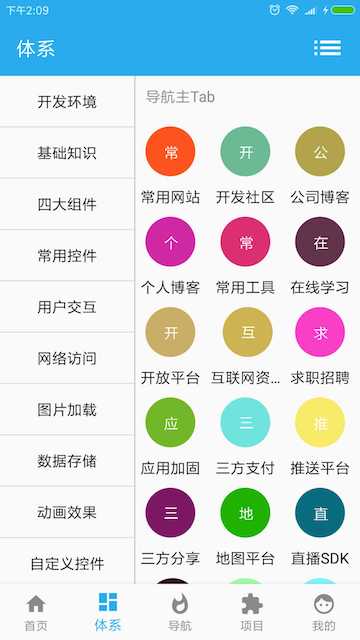 下午2:09
体系
开发环境
基础知识
四大组件
常用控件
用户交互
网络访问
图片加载
数据存储
动画效果
自定义控件
导航主Tab
常 开 公
常用网站 开发社区 公司博客
个 常 在
个人博客 常用工具 在线学习
开 互 求
开放平台 互联网资... 求职招聘
应 三 推
应用加固 三方支付 推送平台
三 地 直
三方分享 地图平台 直播SDK
首页 体系 导航 项目 我的